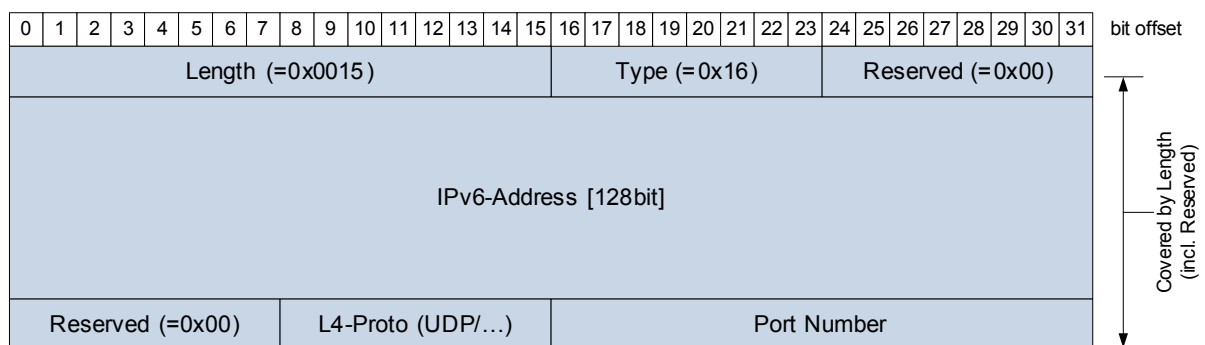 0 1 2 3 4 5 6 7 8 9 10 11 12 13 14 15 16 17 18 19 20 21 22 23 24 25 26 27 28 29 30 31 bit offset
Length (=0x0015) Type (=0x16) Reserved (=0x00)
IPv6-Address [128bit]
Covered by Length
(incl. Reserved)
Reserved (=0x00) L4-Proto (UDP/…) Port Number